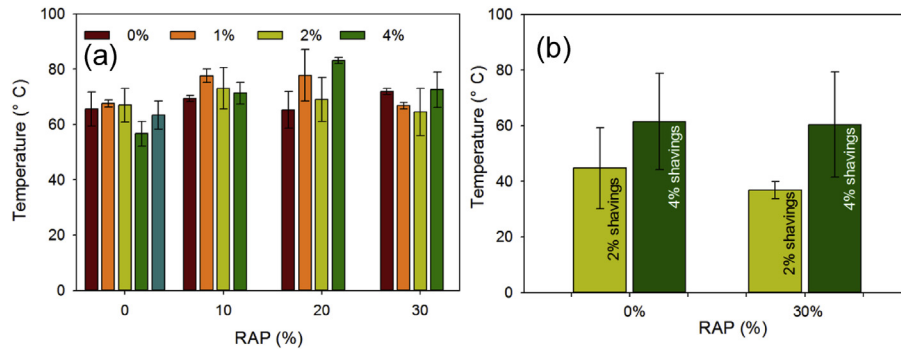 (a)
0% 1% 2% 4%
Temperature (° C)
100
80
60
40
20
0
0 10 20 30
RAP (%)
(b)
Temperature (° C)
100
80
60
40
20
0
2% shavings
4% shavings
2% shavings
4% shavings
0% 30%
RAP (%)